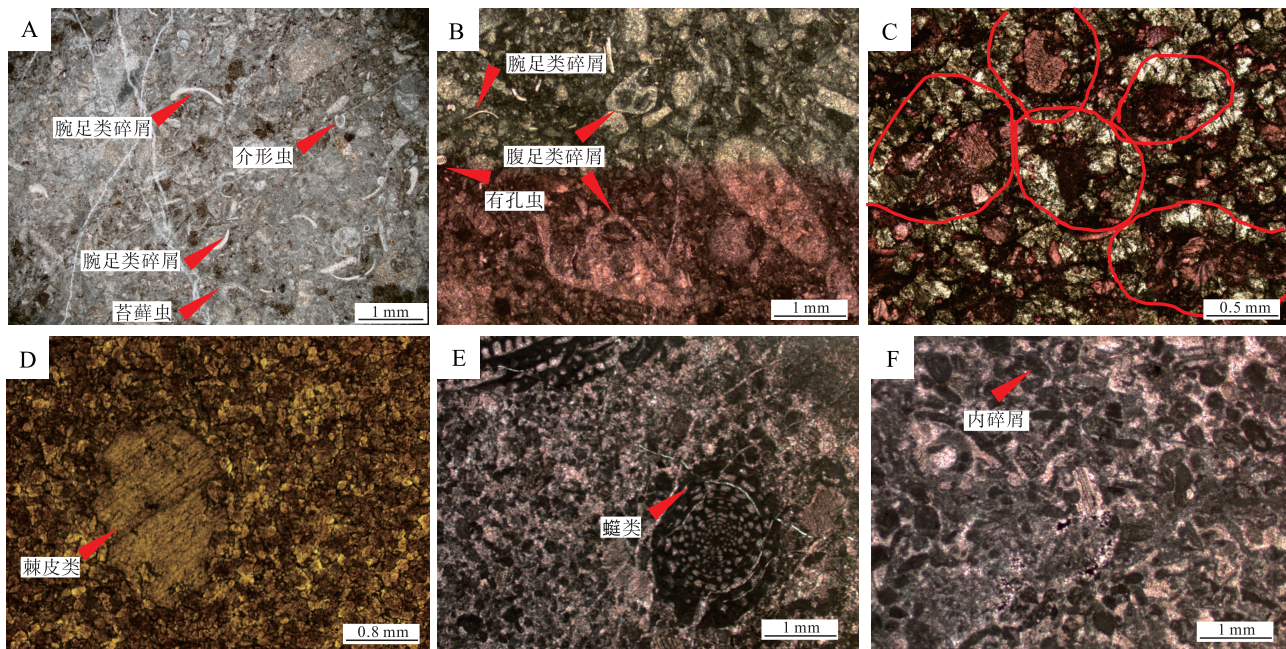 A
腕足类碎屑
介形虫
腕足类碎屑
苔藓虫
1 mm
B
腕足类碎屑
腹足类碎屑
有孔虫
1 mm
C
0.5 mm
D
棘皮类
0.8 mm
E
蜓类
1 mm
F
内碎屑
1 mm